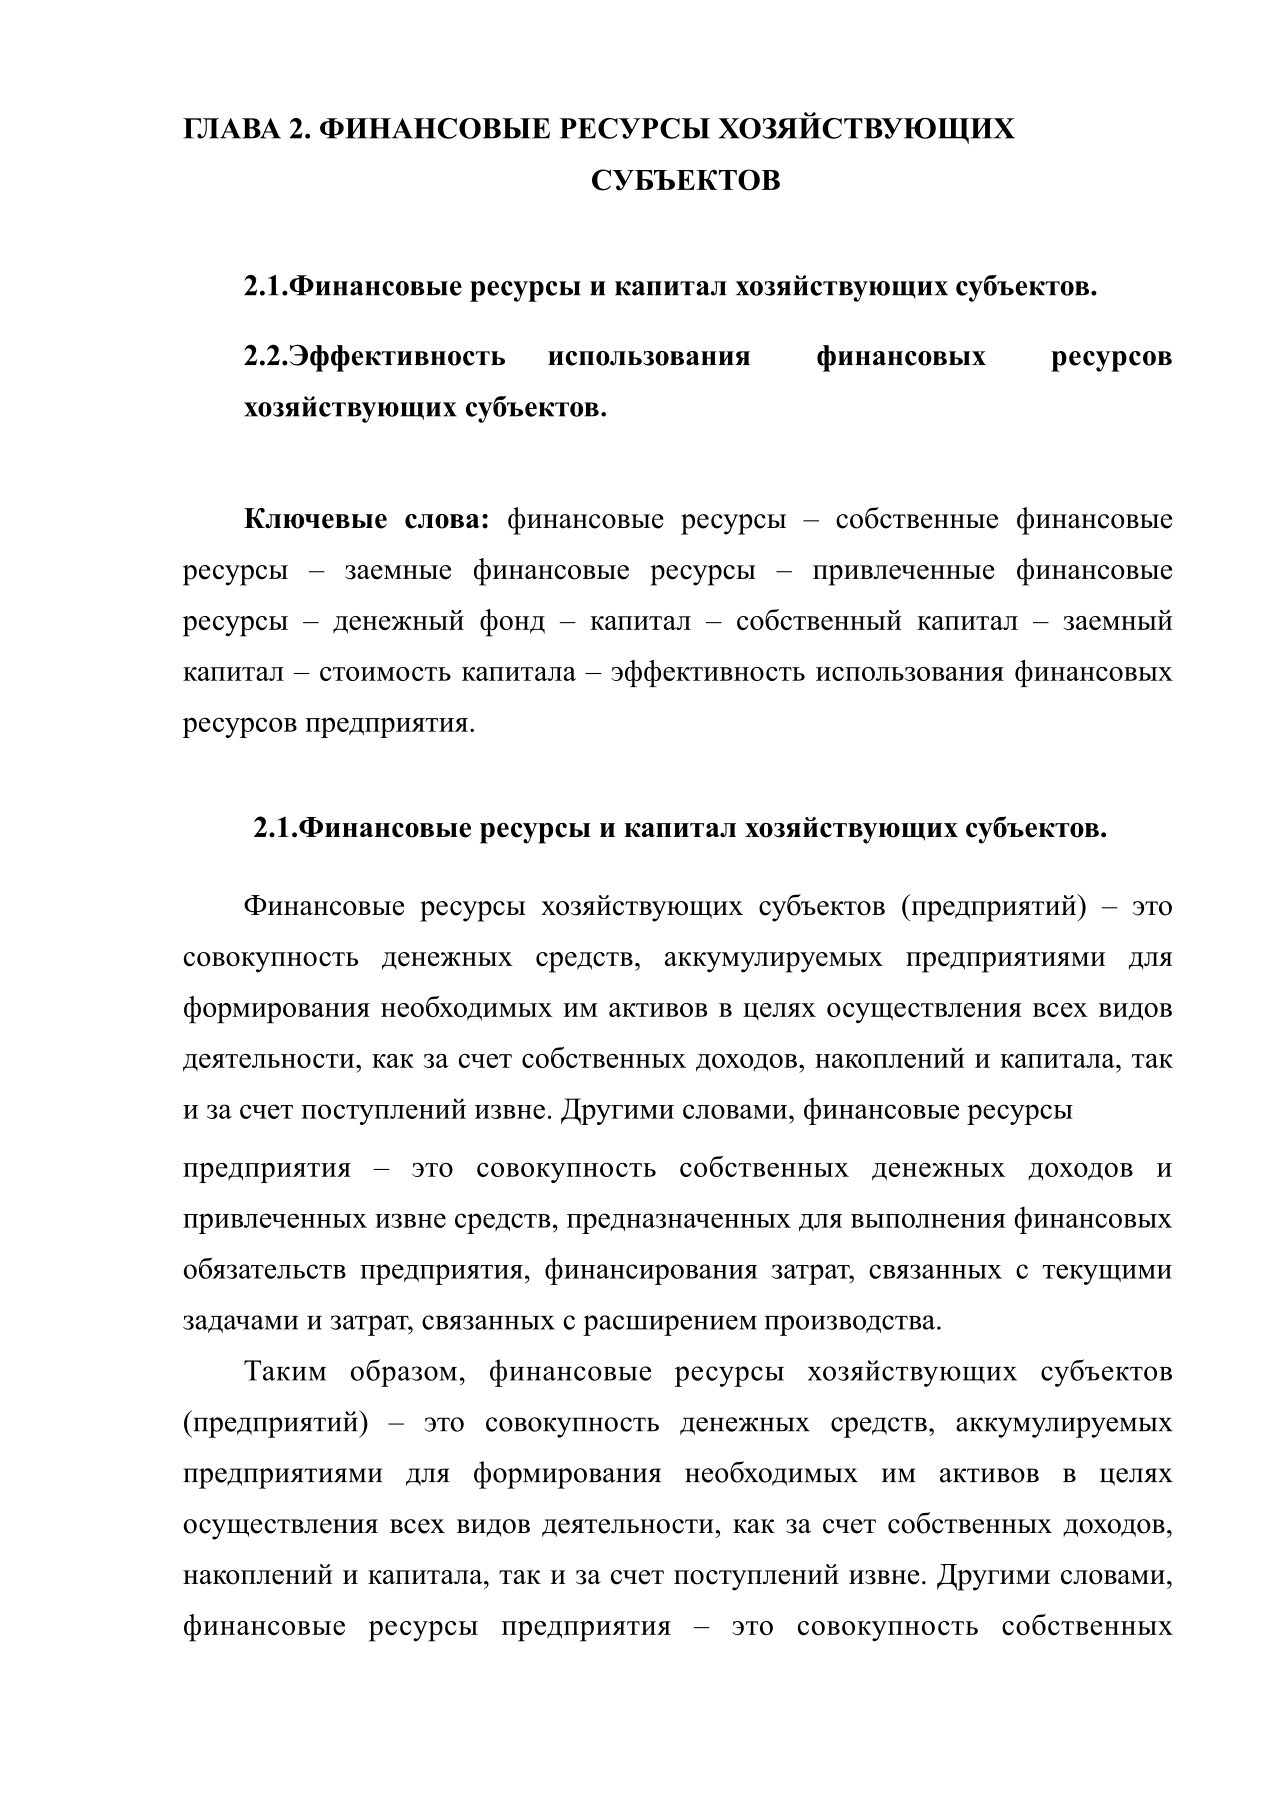 ГЛАВА 2. ФИНАНСОВЫЕ РЕСУРСЫ ХОЗЯЙСТВУЮЩИХ
СУБЪЕКТОВ
2.1.Финансовые ресурсы и капитал хозяйствующих субъектов.
2.2.Эффективность использования финансовых ресурсов
хозяйствующих субъектов.
Ключевые слова: финансовые ресурсы – собственные финансовые
ресурсы – заемные финансовые ресурсы – привлеченные финансовые
ресурсы – денежный фонд – капитал – собственный капитал – заемный
капитал – стоимость капитала – эффективность использования финансовых
ресурсов предприятия.
2.1.Финансовые ресурсы и капитал хозяйствующих субъектов.
Финансовые ресурсы хозяйствующих субъектов (предприятий) – это
совокупность денежных средств, аккумулируемых предприятиями для
формирования необходимых им активов в целях осуществления всех видов
деятельности, как за счет собственных доходов, накоплений и капитала, так
и за счет поступлений извне. Другими словами, финансовые ресурсы
предприятия – это совокупность собственных денежных доходов и
привлеченных извне средств, предназначенных для выполнения финансовых
обязательств предприятия, финансирования затрат, связанных с текущими
задачами и затрат, связанных с расширением производства.
Таким образом, финансовые ресурсы хозяйствующих субъектов
(предприятий) – это совокупность денежных средств, аккумулируемых
предприятиями для формирования необходимых им активов в целях
осуществления всех видов деятельности, как за счет собственных доходов,
накоплений и капитала, так и за счет поступлений извне. Другими словами,
финансовые ресурсы предприятия – это совокупность собственных